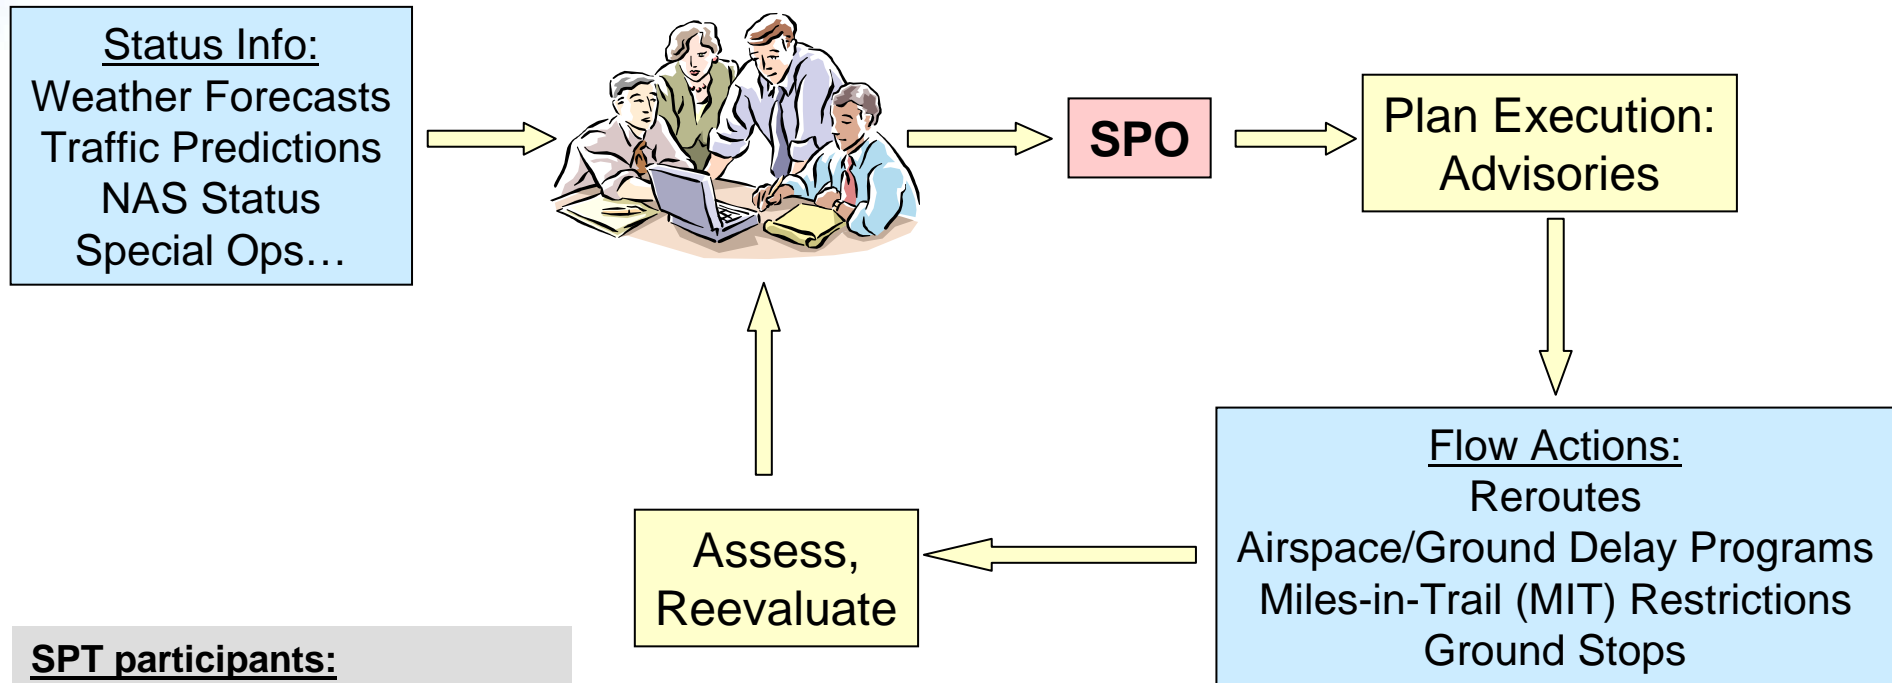 Status Info:
Weather Forecasts
Traffic Predictions
NAS Status
Special Ops…
SPO
Plan Execution:
Advisories
Flow Actions:
Reroutes
Airspace/Ground Delay Programs
Miles-in-Trail (MIT) Restrictions
Ground Stops
Assess,
Reevaluate
SPT participants: